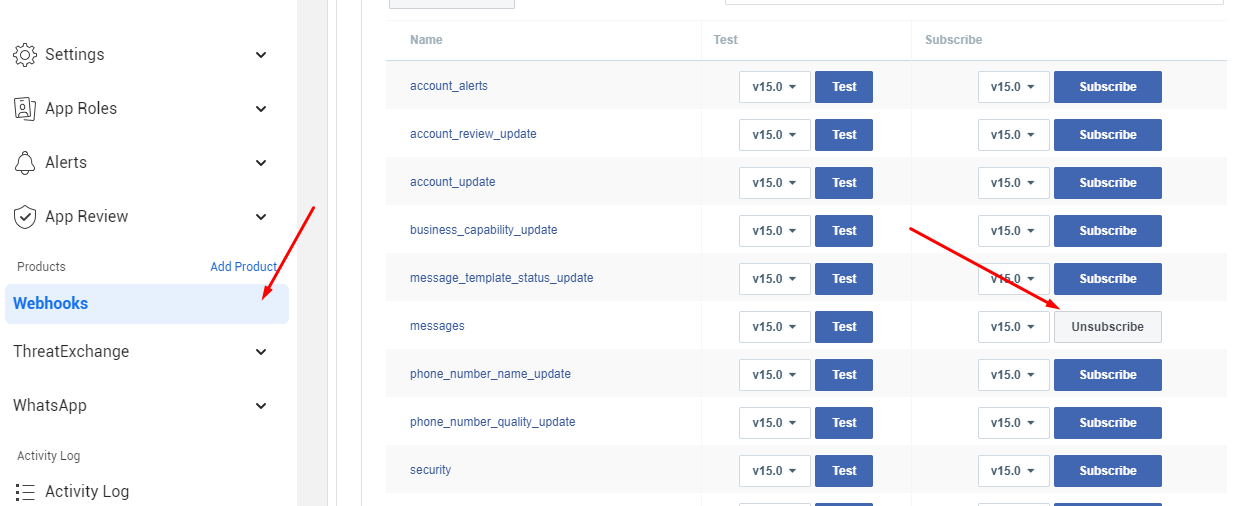 Settings
App Roles
Alerts
App Review
Products Add Product
Webhooks
ThreatExchange
WhatsApp
Activity Log
Activity Log
Name Test Subscribe
account_alerts v15.0 Test v15.0 Subscribe
account_review_update v15.0 Test v15.0 Subscribe
account_update v15.0 Test v15.0 Subscribe
business_capability_update v15.0 Test v15.0 Subscribe
message_template_status_update v15.0 Test v15.0 Subscribe
messages v15.0 Test v15.0 Unsubscribe
phone_number_name_update v15.0 Test v15.0 Subscribe
phone_number_quality_update v15.0 Test v15.0 Subscribe
security v15.0 Test v15.0 Subscribe